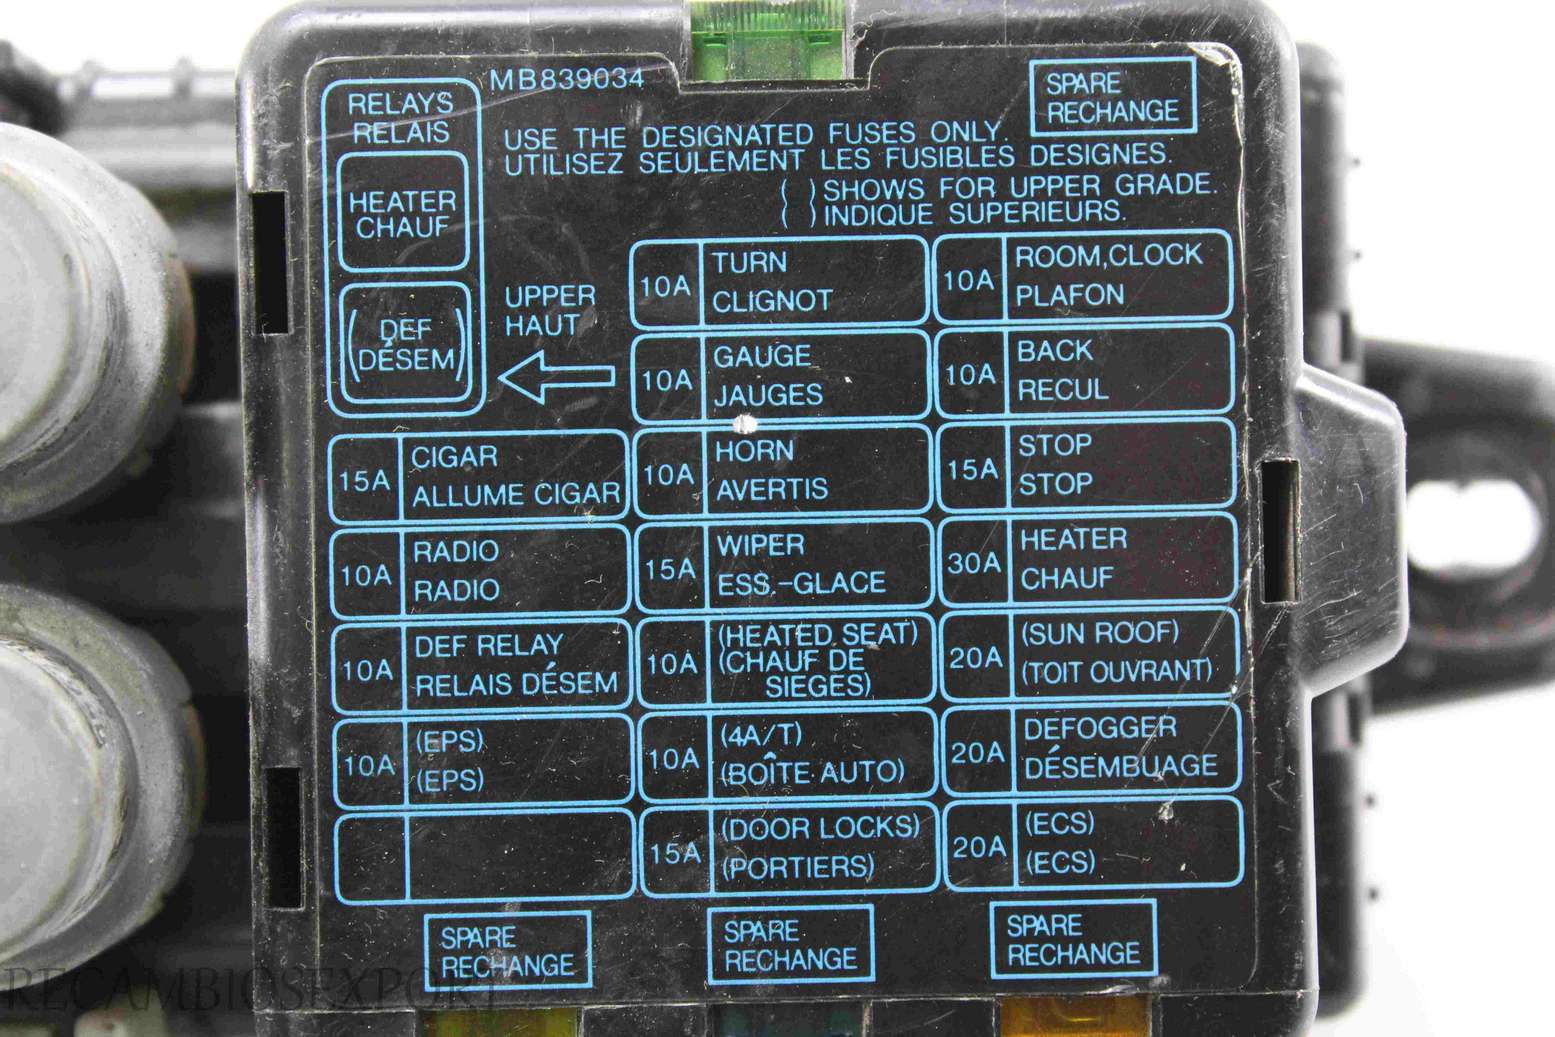 MB839034
SPARE
RECHANGE
RELAYS
RELAIS
USE THE DESIGNATED FUSES ONLY.
UTILISEZ SEULEMENT LES FUSIBLES DESIGNES.
( ) SHOWS FOR UPPER GRADE.
( ) INDIQUE SUPERIEURS.
HEATER
CHAUF
(DEF
DÉSEM)
UPPER
HAUT
10A
TURN
CLIGNOT
10A
ROOM,CLOCK
PLAFON
10A
GAUGE
JAUGES
10A
BACK
RECUL
15A
CIGAR
ALLUME CIGAR
10A
HORN
AVERTIS
15A
STOP
STOP
10A
RADIO
RADIO
15A
WIPER
ESS.-GLACE
30A
HEATER
CHAUF
10A
DEF RELAY
RELAIS DÉSEM
10A
(HEATED SEAT)
(CHAUF DE
SIEGES)
20A
(SUN ROOF)
(TOIT OUVRANT)
10A
(EPS)
(EPS)
10A
(4A/T)
(BOÎTE AUTO)
20A
DEFOGGER
DÉSEMBUAGE
15A
(DOOR LOCKS)
(PORTIERS)
20A
(ECS)
(ECS)
SPARE
RECHANGE
SPARE
RECHANGE
SPARE
RECHANGE
RECAMBIOSEXPORT